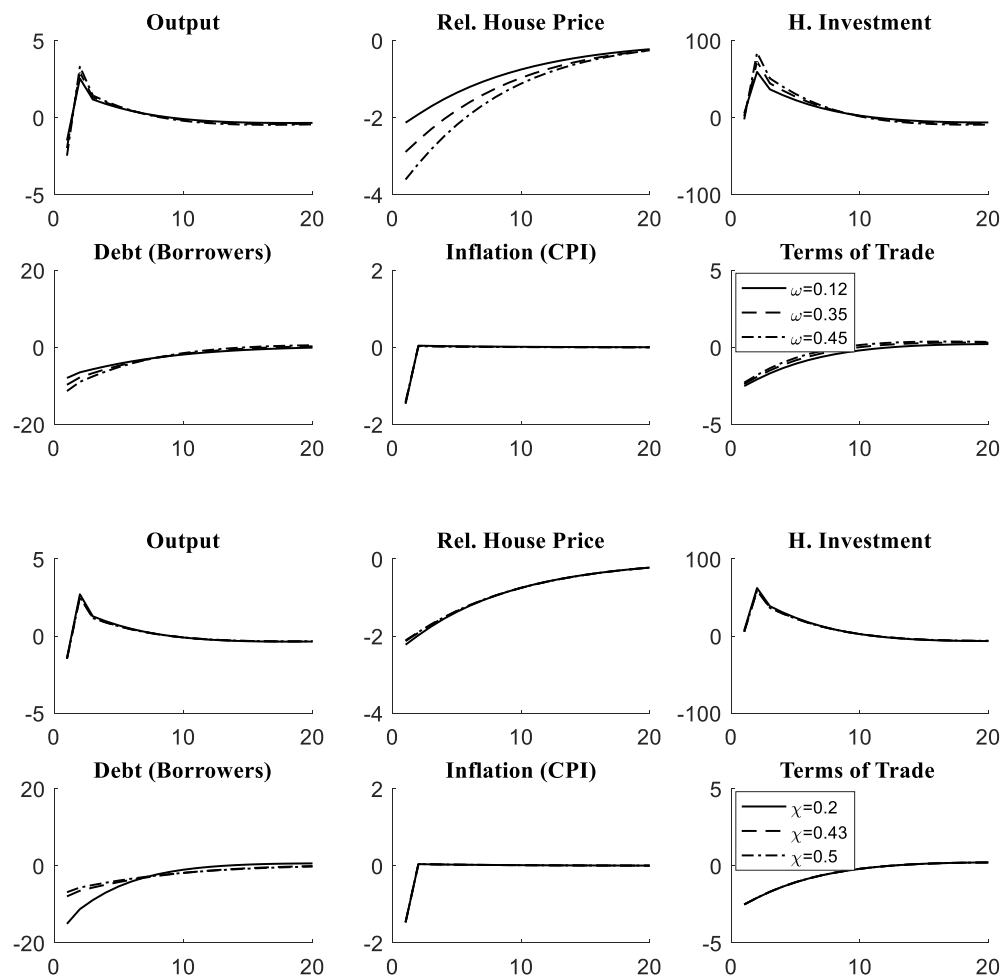 Output Rel. House Price H. Investment
5 0 100
0 -2 0
-5 -4 -100
0 10 20 0 10 20 0 10 20
Debt (Borrowers) Inflation (CPI) Terms of Trade
20 2 5
ω=0.12
ω=0.35
ω=0.45
0 0 0
-20 -2 -5
0 10 20 0 10 20 0 10 20
Output Rel. House Price H. Investment
5 0 100
0 -2 0
-5 -4 -100
0 10 20 0 10 20 0 10 20
Debt (Borrowers) Inflation (CPI) Terms of Trade
20 2 5
χ=0.2
χ=0.43
χ=0.5
0 0 0
-20 -2 -5
0 10 20 0 10 20 0 10 20